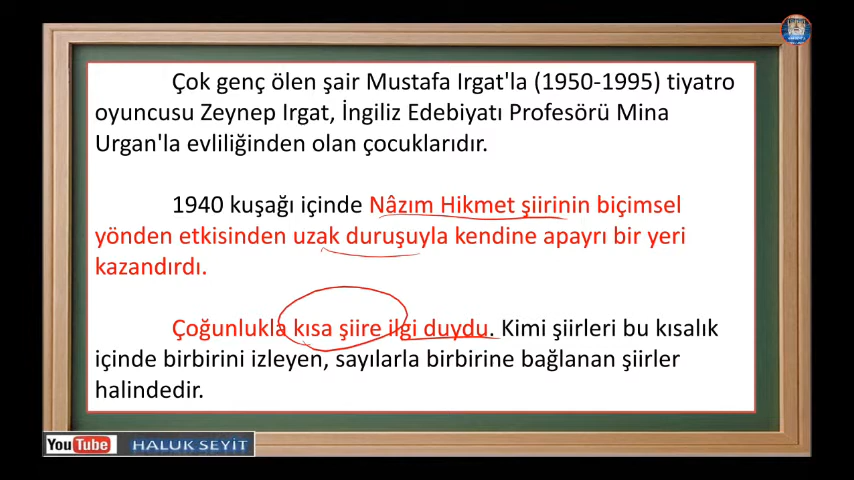 Çok genç ölen şair Mustafa Irgat'la (1950-1995) tiyatro
oyuncusu Zeynep Irgat, İngiliz Edebiyatı Profesörü Mina
Urgan'la evliliğinden olan çocuklarıdır.
1940 kuşağı içinde Nâzım Hikmet şiirinin biçimsel
yönden etkisinden uzak duruşuyla kendine apayrı bir yeri
kazandırdı.
Çoğunlukla kısa şiire ilgi duydu. Kimi şiirleri bu kısalık
içinde birbirini izleyen, sayılarla birbirine bağlanan şiirler
halindedir.
YouTube HALUK SEYİT